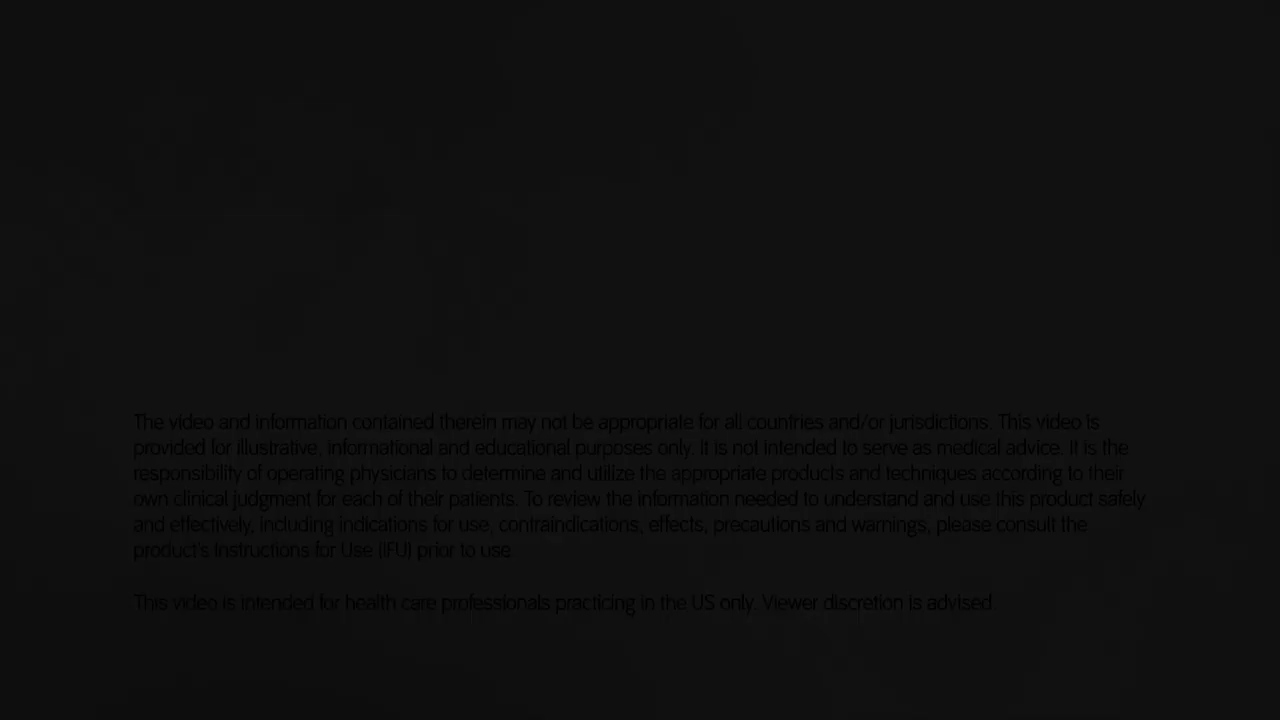 The video and information contained therein may not be appropriate for all countries and/or jurisdictions. This video is
provided for illustrative, informational and educational purposes only. It is not intended to serve as medical advice. It is the
responsibility of operating physicians to determine and utilize the appropriate products and techniques according to their
own clinical judgment for each of their patients. To review the information needed to understand and use this product safely
and effectively, including indications for use, contraindications, effects, precautions and warnings, please consult the
product's Instructions for Use (IFU) prior to use.
This video is intended for health care professionals practicing in the US only. Viewer discretion is advised.